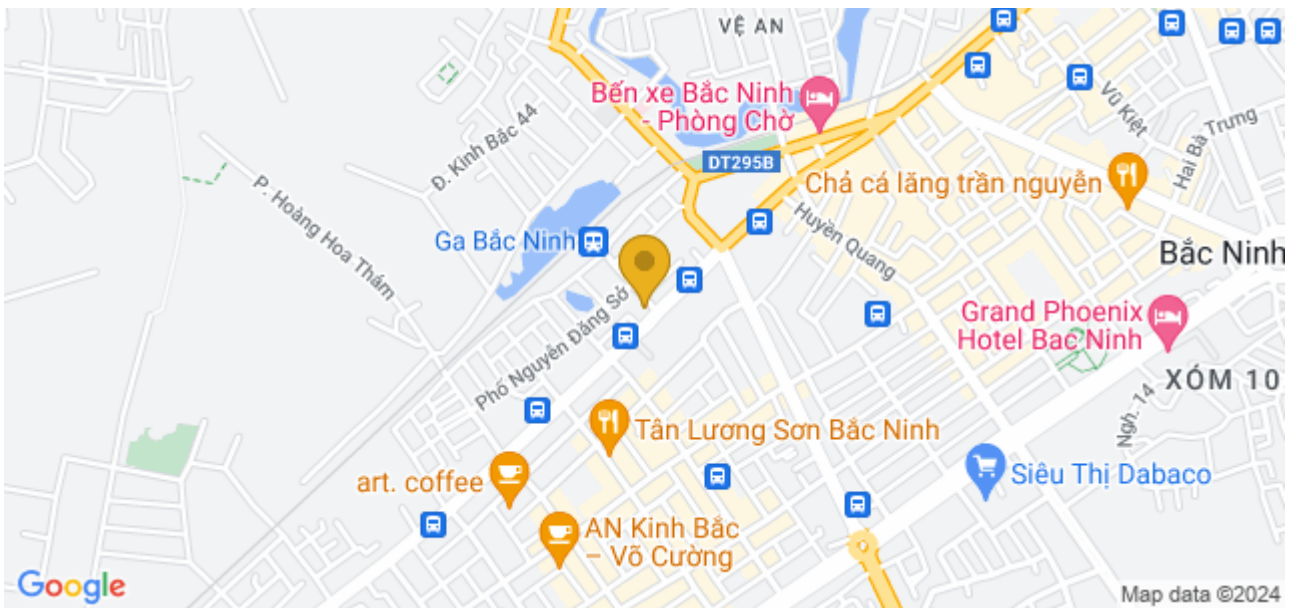 VỆ AN
Bến xe Bắc Ninh
- Phòng Chờ
Vũ Kiệt
Hai Bà Trưng
Đ. Kinh Bắc 44
DT295B
Chả cá lăng trần nguyễn
P. Hoàng Hoa Thám
Huyền Quang
Ga Bắc Ninh
Bắc Ninh
Phố Nguyễn Đăng Sở
Grand Phoenix
Hotel Bac Ninh
XÓM 10
Ngh. 14
Tân Lương Sơn Bắc Ninh
art. coffee
Siêu Thị Dabaco
AN Kinh Bắc
– Võ Cường
Google
Map data ©2024